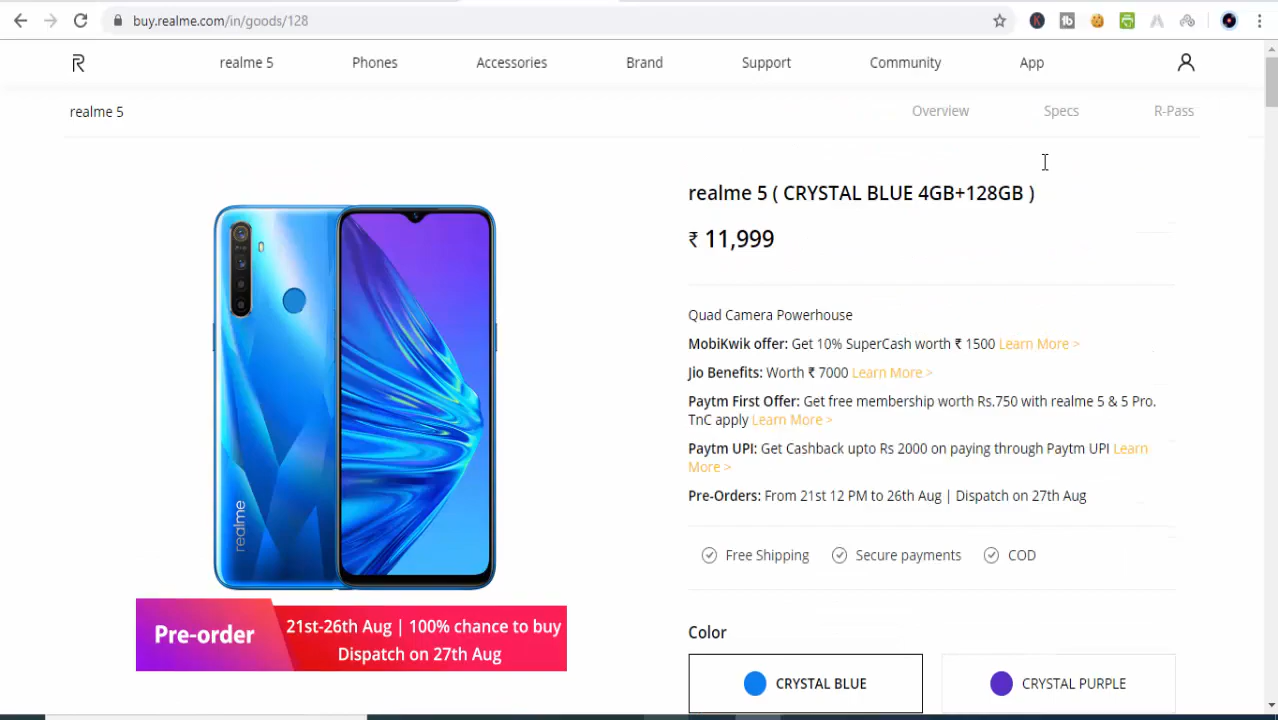 buy.realme.com/in/goods/128
realme 5 Phones Accessories Brand Support Community App
realme 5 Overview Specs R-Pass
realme 5 ( CRYSTAL BLUE 4GB+128GB )
₹ 11,999
Quad Camera Powerhouse
MobiKwik offer: Get 10% SuperCash worth ₹ 1500 Learn More >
Jio Benefits: Worth ₹ 7000 Learn More >
Paytm First Offer: Get free membership worth Rs.750 with realme 5 & 5 Pro.
TnC apply Learn More >
Paytm UPI: Get Cashback upto Rs 2000 on paying through Paytm UPI Learn
More >
Pre-Orders: From 21st 12 PM to 26th Aug | Dispatch on 27th Aug
Free Shipping Secure payments COD
realme
Pre-order
21st-26th Aug | 100% chance to buy
Dispatch on 27th Aug
Color
CRYSTAL BLUE CRYSTAL PURPLE